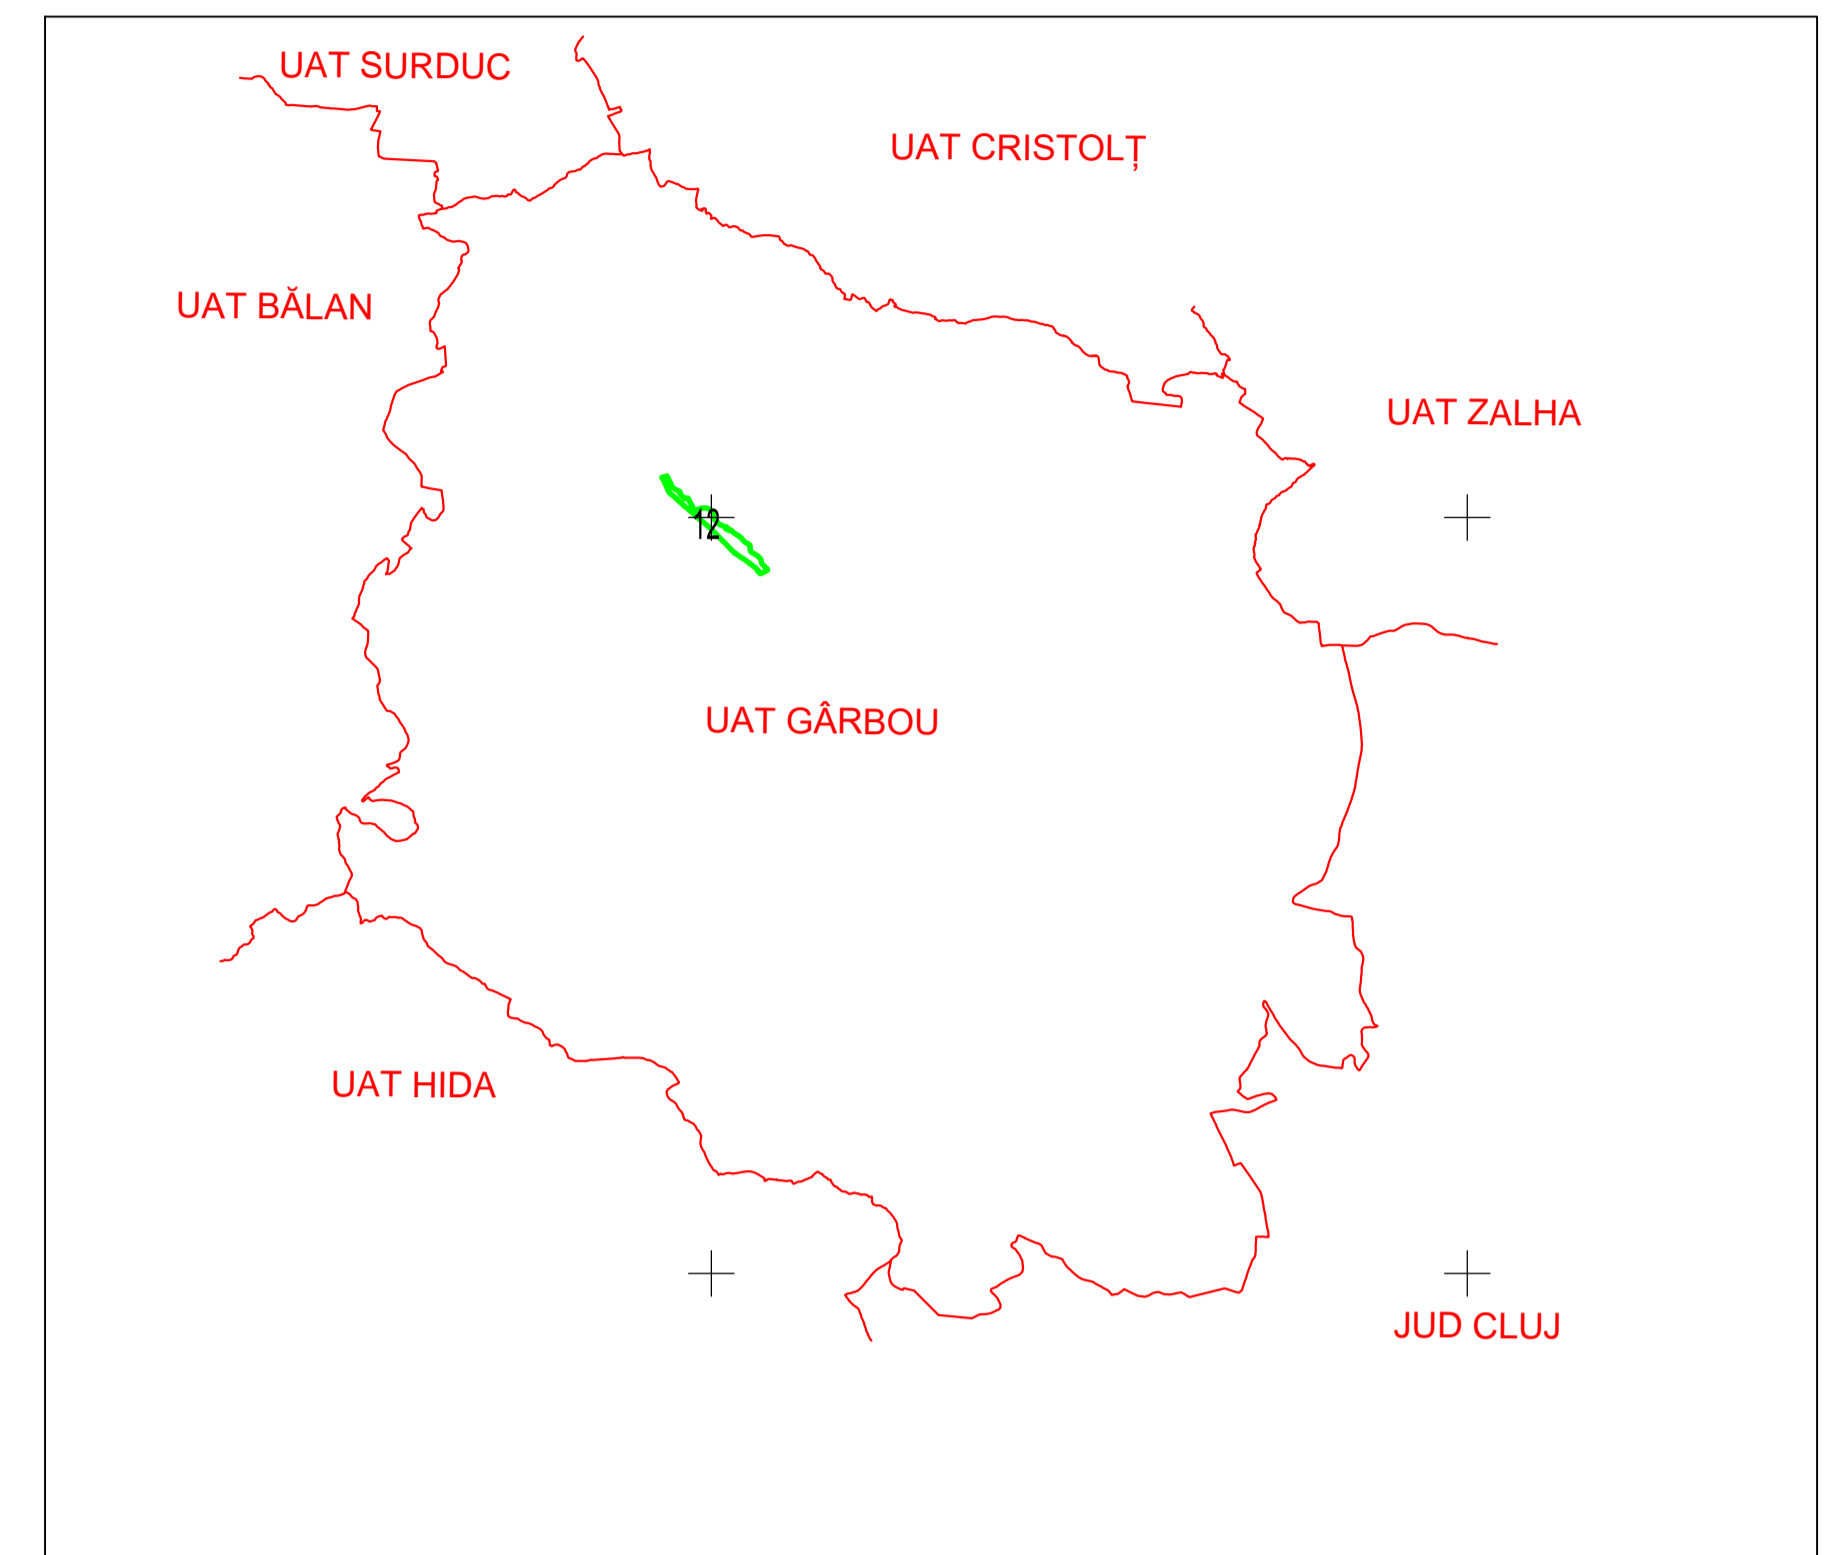 UAT SURDUC
UAT CRISTOLȚ
UAT BĂLAN
UAT ZALHA
12
UAT GÂRBOU
UAT HIDA
JUD CLUJ